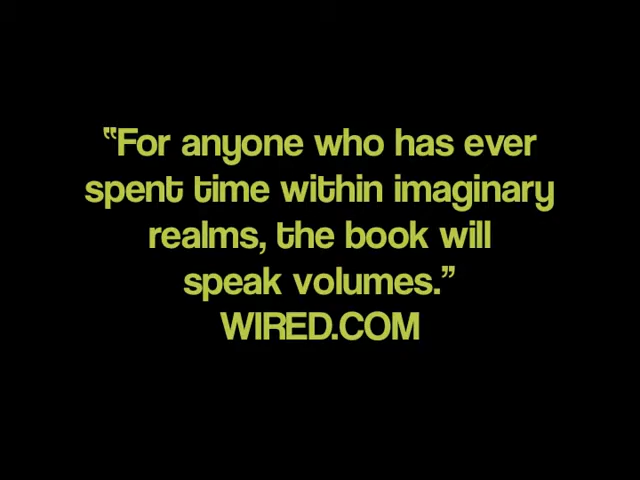 “For anyone who has ever
spent time within imaginary
realms, the book will
speak volumes.”
WIRED.COM